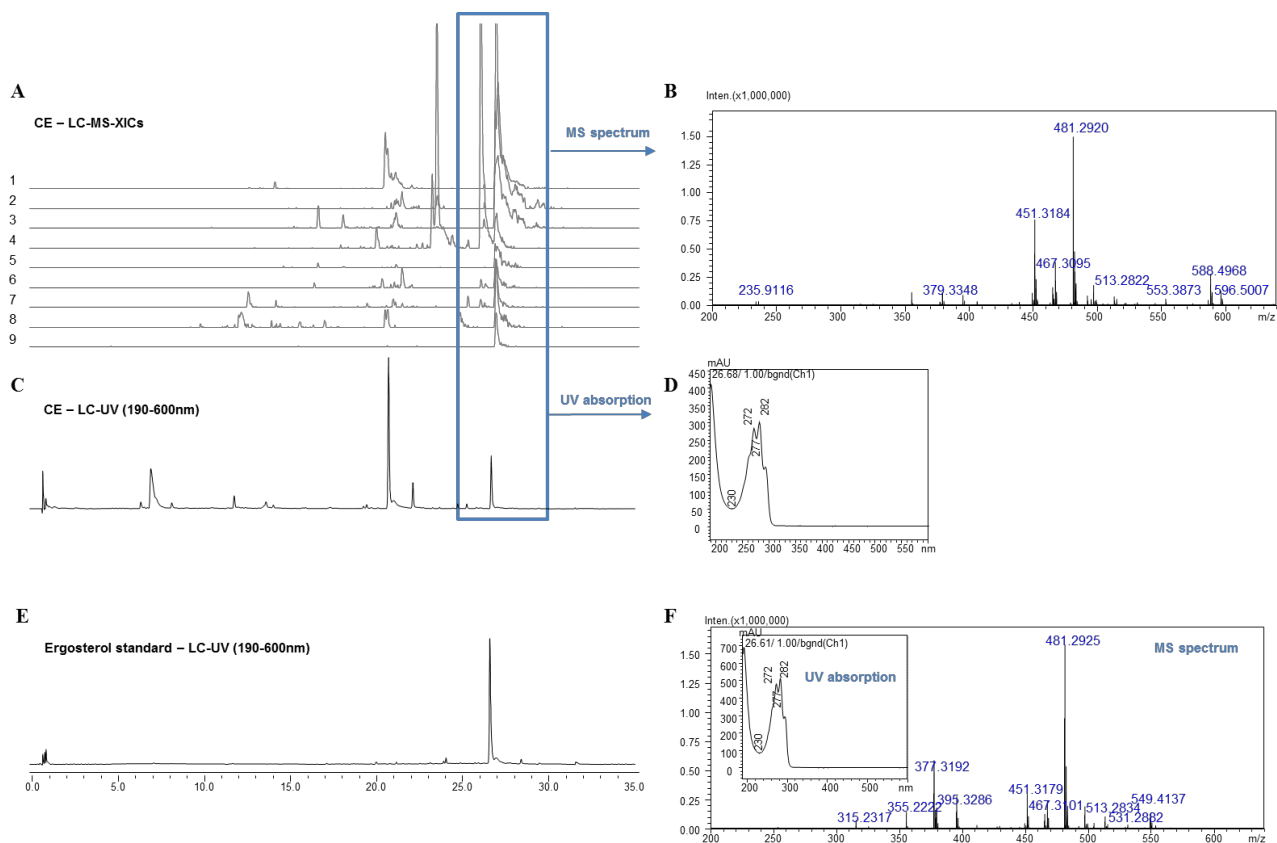 A
CE – LC-MS-XICs
1
2
3
4
5
6
7
8
9
MS spectrum
B
Inten.(x1,000,000)
1.50
1.25
1.00
0.75
0.50
0.25
0.00
481.2920
451.3184
467.3095
513.2822
588.4968
235.9116
379.3348
553.3873
596.5007
200 250 300 350 400 450 500 550 600 m/z
C
CE – LC-UV (190-600nm)
UV absorption
D
mAU
26.68/ 1.00/bgnd(Ch1)
450
400
350
300
250
200
150
100
50
0
272
282
277
230
200 250 300 350 400 450 500 550 nm
E
Ergosterol standard – LC-UV (190-600nm)
0.0 5.0 10.0 15.0 20.0 25.0 30.0 35.0
F
Inten.(x1,000,000)
1.50
1.25
1.00
0.75
0.50
0.25
0.00
mAU
26.61/ 1.00/bgnd(Ch1)
700
600
500
400
300
200
100
0
272
282
277
230
UV absorption
200 300 400 500 nm
481.2925
MS spectrum
377.3192
395.3286
355.2222
315.2317
451.3179
467.3101
513.2834
549.4137
531.2882
200 250 300 350 400 450 500 550 600 m/z